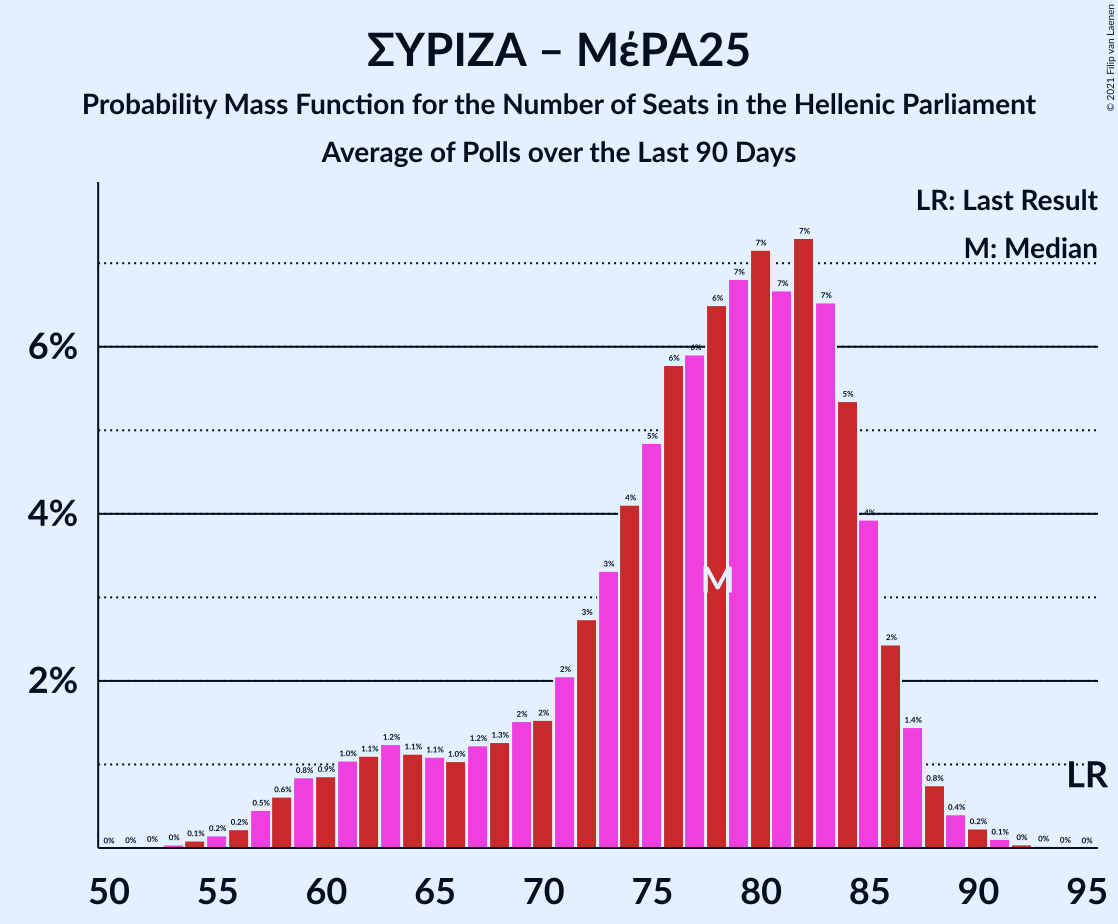 ΣΥΡΙΖΑ – ΜέΡΑ25
Probability Mass Function for the Number of Seats in the Hellenic Parliament
Average of Polls over the Last 90 Days
© 2021 Filip van Laenen
LR: Last Result
M: Median
6%
4%
2%
0% 0% 0% 0% 0.1% 0.2% 0.2% 0.5% 0.6% 0.8% 0.9% 1.0% 1.1% 1.2% 1.1% 1.1% 1.0% 1.2% 1.3% 2% 2% 2% 3% 3% 4% 5% 6% 6% 6% 7% 7% 7% 7% 7% 5% 4% 2% 1.4% 0.8% 0.4% 0.2% 0.1% 0% 0% 0% 0%
M
LR
50 55 60 65 70 75 80 85 90 95